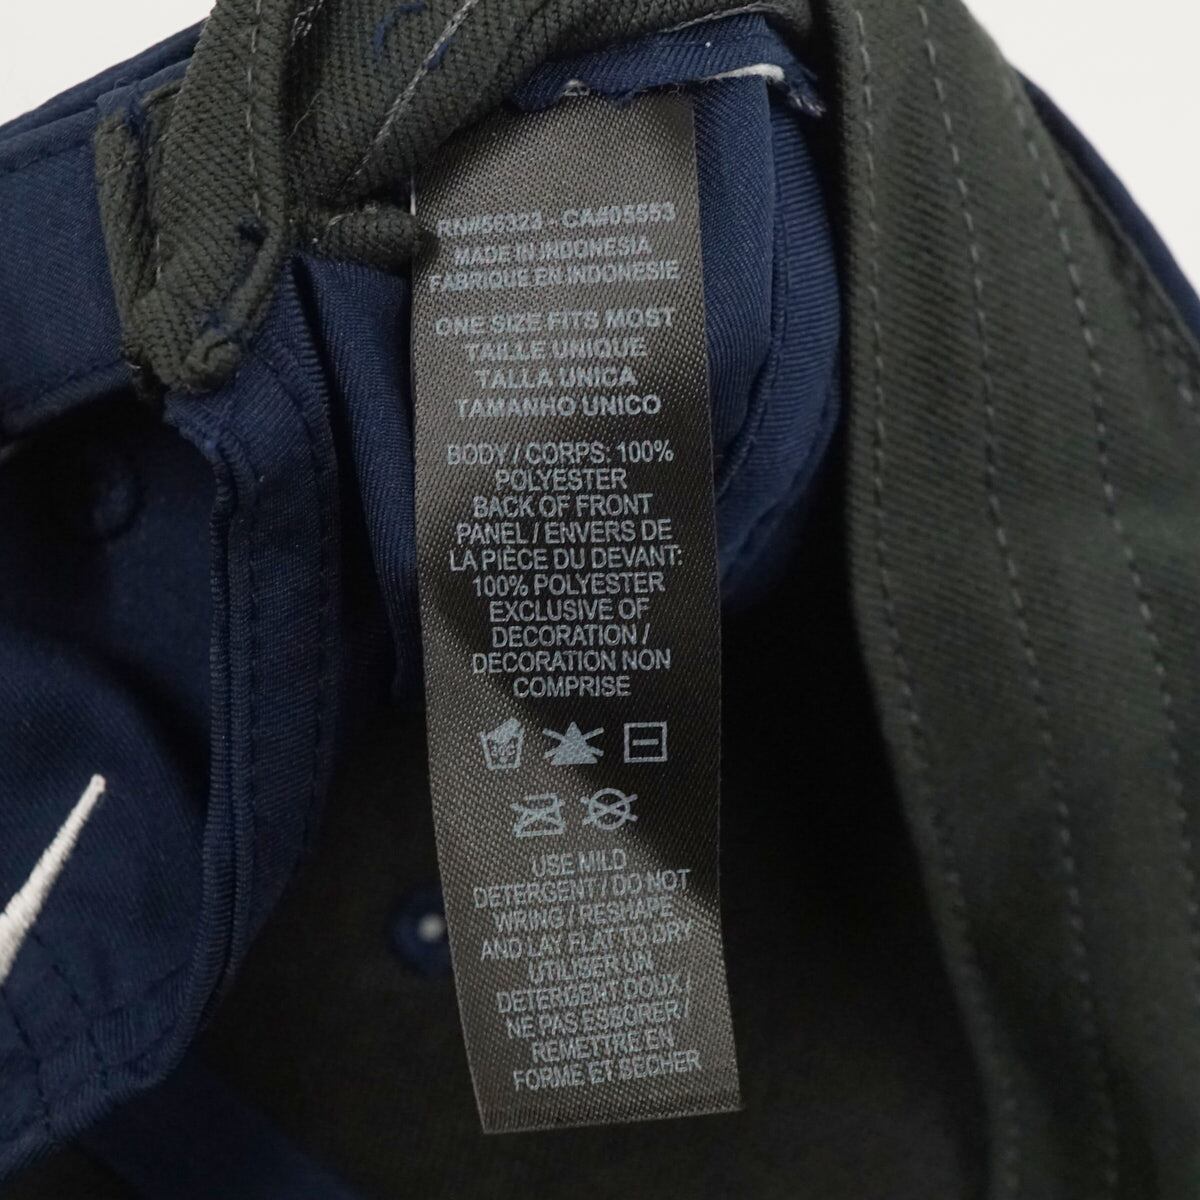 RN#56323 - CA#05553
MADE IN INDONESIA
FABRIQUE EN INDONESIE
ONE SIZE FITS MOST
TAILLE UNIQUE
TALLA UNICA
TAMANHO UNICO
BODY / CORPS: 100%
POLYESTER
BACK OF FRONT
PANEL / ENVERS DE
LA PIÈCE DU DEVANT:
100% POLYESTER
EXCLUSIVE OF
DECORATION /
DECORATION NON
COMPRISE
USE MILD
DETERGENT / DO NOT
WRING / RESHAPE
AND LAY FLAT TO DRY
UTILISER UN
DETERGENT DOUX /
NE PAS ESSORER /
REMETTRE EN
FORME ET SECHER